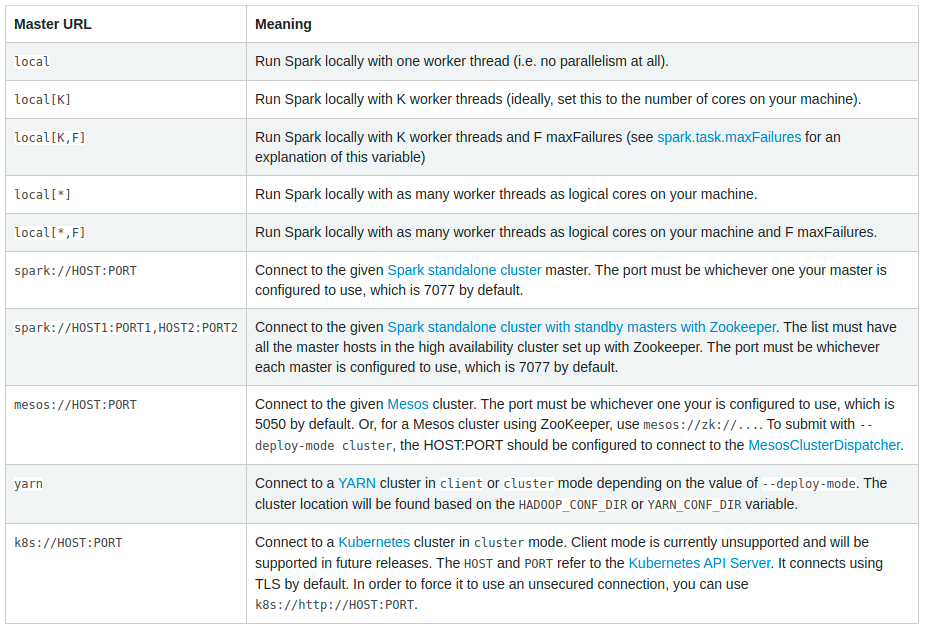 Master URL Meaning
local Run Spark locally with one worker thread (i.e. no parallelism at all).
local[K] Run Spark locally with K worker threads (ideally, set this to the number of cores on your machine).
local[K,F] Run Spark locally with K worker threads and F maxFailures (see spark.task.maxFailures for an
explanation of this variable)
local[*] Run Spark locally with as many worker threads as logical cores on your machine.
local[*,F] Run Spark locally with as many worker threads as logical cores on your machine and F maxFailures.
spark://HOST:PORT Connect to the given Spark standalone cluster master. The port must be whichever one your master is
configured to use, which is 7077 by default.
spark://HOST1:PORT1,HOST2:PORT2 Connect to the given Spark standalone cluster with standby masters with Zookeeper. The list must have
all the master hosts in the high availability cluster set up with Zookeeper. The port must be whichever
each master is configured to use, which is 7077 by default.
mesos://HOST:PORT Connect to the given Mesos cluster. The port must be whichever one your is configured to use, which is
5050 by default. Or, for a Mesos cluster using ZooKeeper, use mesos://zk://.... To submit with --
deploy-mode cluster, the HOST:PORT should be configured to connect to the MesosClusterDispatcher.
yarn Connect to a YARN cluster in client or cluster mode depending on the value of --deploy-mode. The
cluster location will be found based on the HADOOP_CONF_DIR or YARN_CONF_DIR variable.
k8s://HOST:PORT Connect to a Kubernetes cluster in cluster mode. Client mode is currently unsupported and will be
supported in future releases. The HOST and PORT refer to the Kubernetes API Server. It connects using
TLS by default. In order to force it to use an unsecured connection, you can use
k8s://http://HOST:PORT.